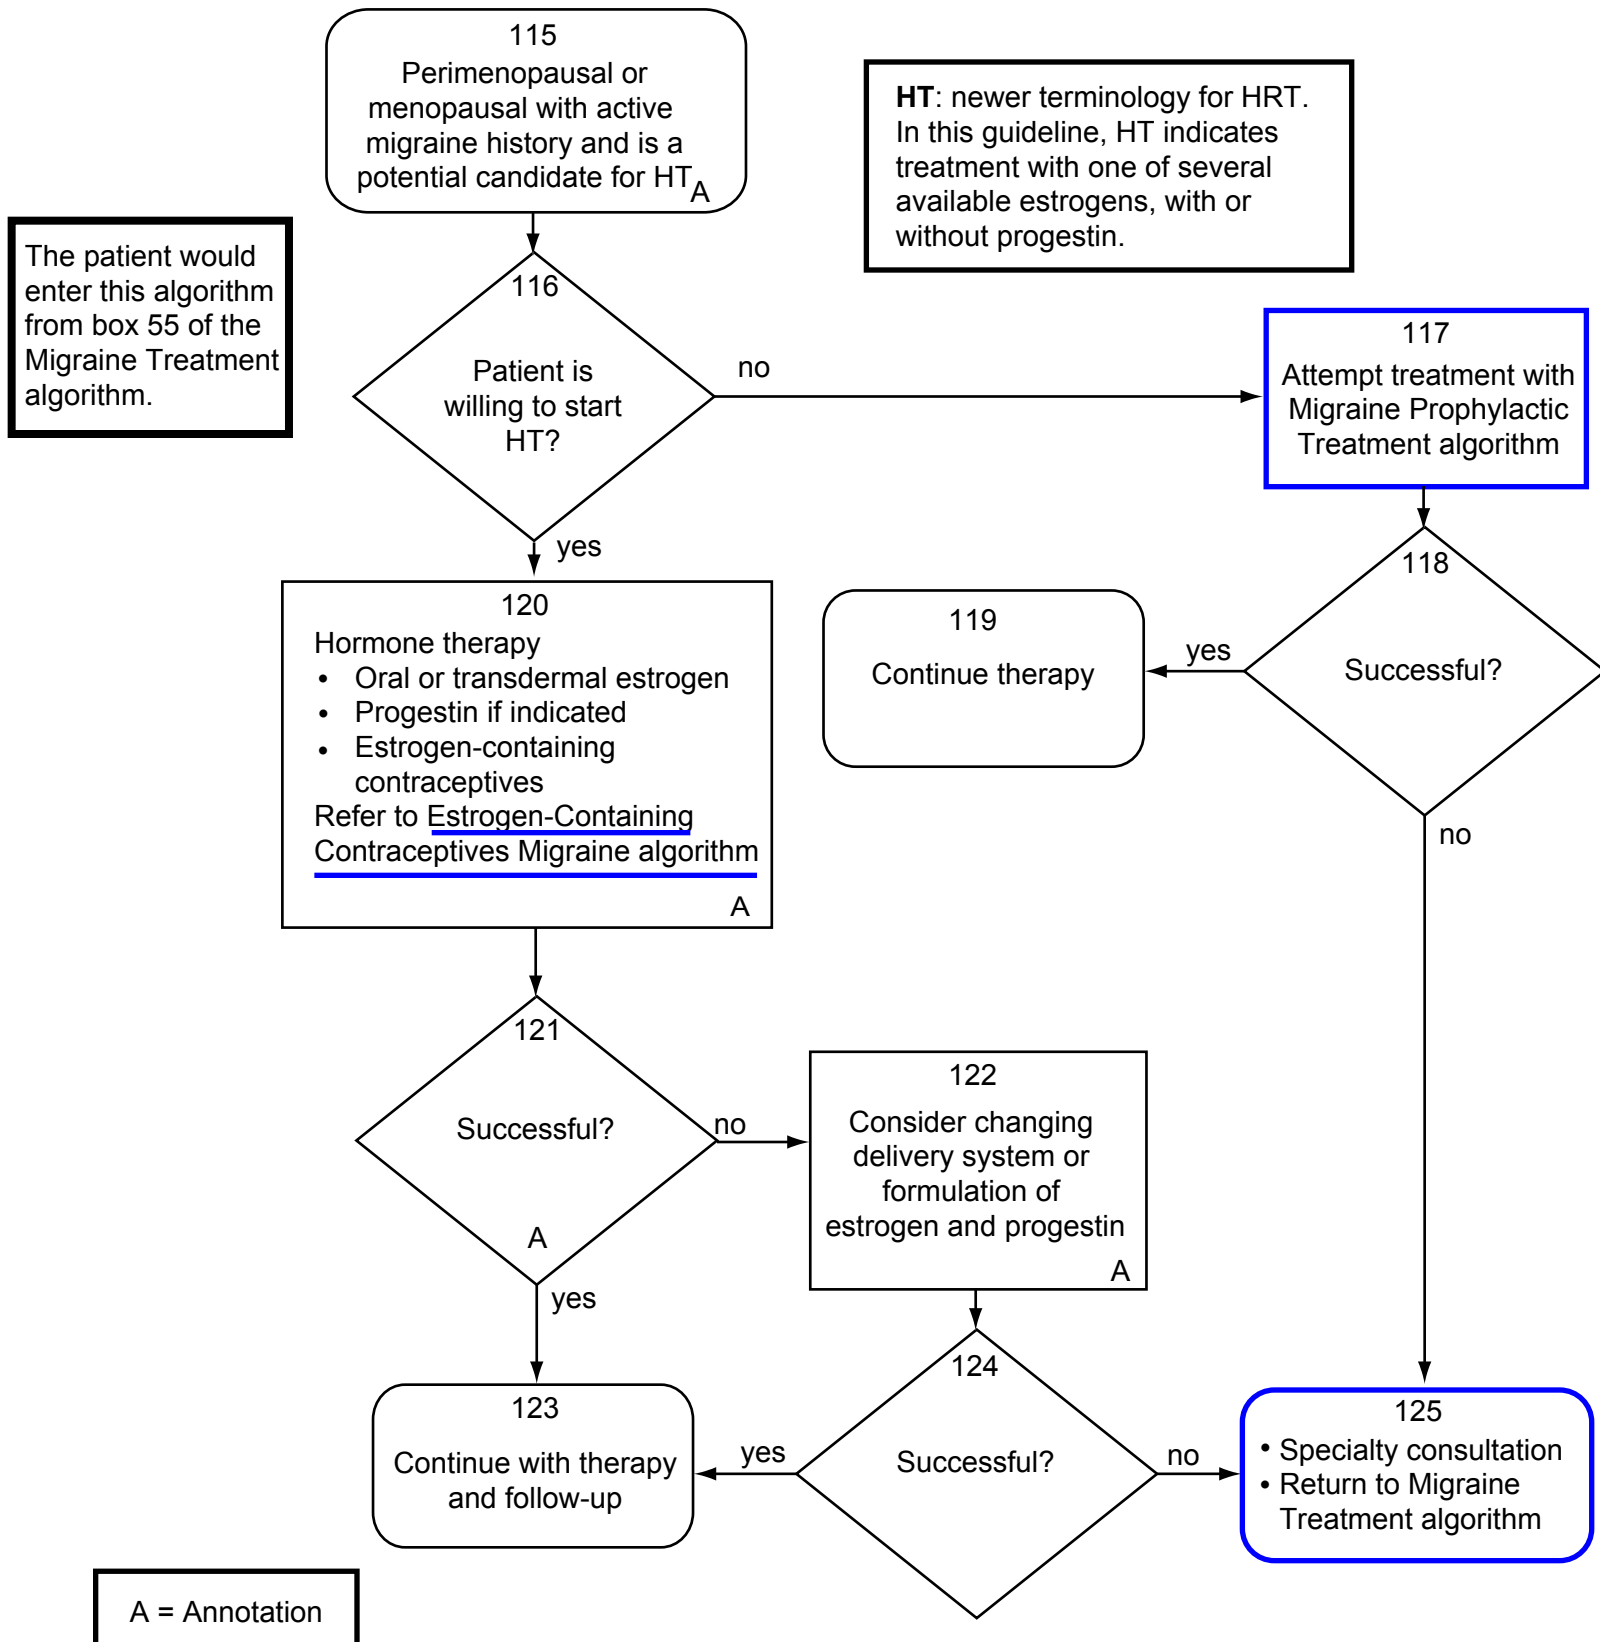 115
Perimenopausal or
menopausal with active
migraine history and is a
potential candidate for HT
A
HT: newer terminology for HRT.
In this guideline, HT indicates
treatment with one of several
available estrogens, with or
without progestin.
The patient would
enter this algorithm
from box 55 of the
Migraine Treatment
algorithm.
116
Patient is
willing to start
HT?
no
yes
117
Attempt treatment with
Migraine Prophylactic
Treatment algorithm
118
Successful?
yes
no
119
Continue therapy
120
Hormone therapy
• Oral or transdermal estrogen
• Progestin if indicated
• Estrogen-containing
contraceptives
Refer to Estrogen-Containing
Contraceptives Migraine algorithm
A
121
Successful?
A
no
yes
122
Consider changing
delivery system or
formulation of
estrogen and progestin
A
123
Continue with therapy
and follow-up
124
Successful?
yes
no
125
• Specialty consultation
• Return to Migraine
Treatment algorithm
A = Annotation